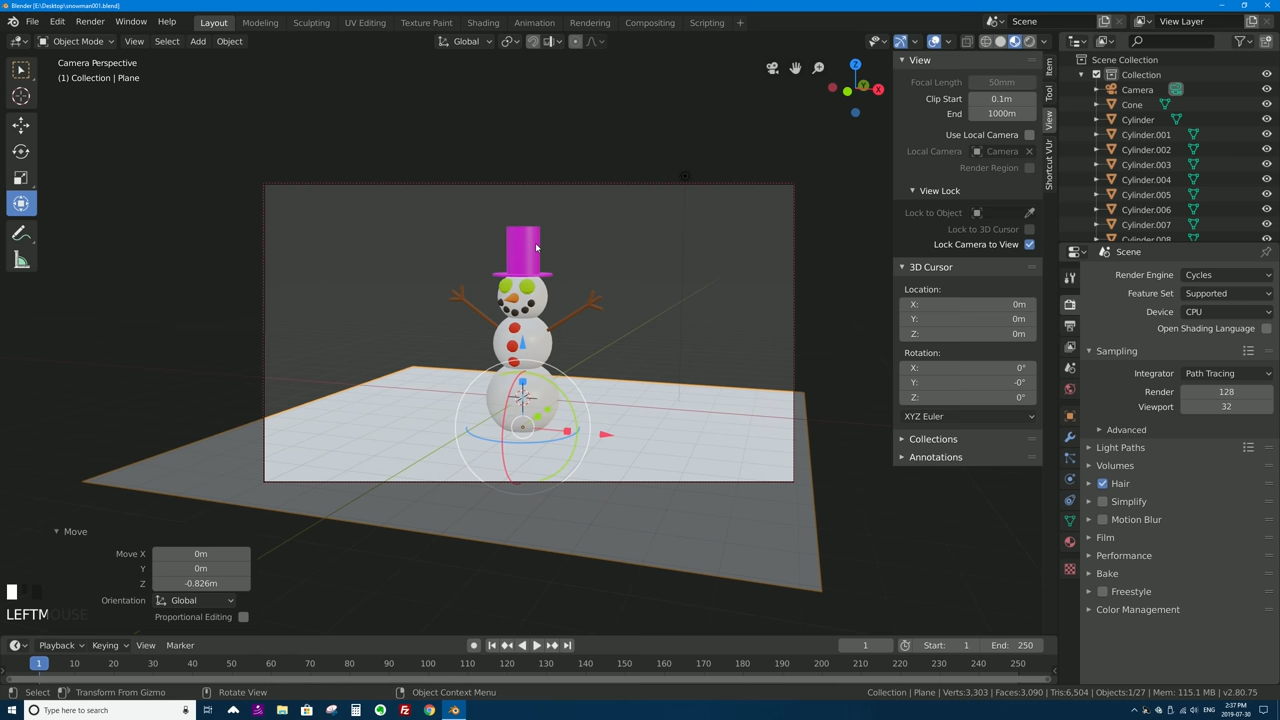 Blender [E:\Desktop\snowman001.blend]
File Edit Render Window Help Layout Modeling Sculpting UV Editing Texture Paint Shading Animation Rendering Compositing Scripting + Scene View Layer
Object Mode View Select Add Object Global
Camera Perspective
(1) Collection | Plane
Z
Y
X
View
Focal Length 50mm
Clip Start 0.1m
End 1000m
Use Local Camera
Local Camera Camera
Render Region
View Lock
Lock to Object
Lock to 3D Cursor
Lock Camera to View
3D Cursor
Location:
X: 0m
Y: 0m
Z: 0m
Rotation:
X: 0°
Y: -0°
Z: 0°
XYZ Euler
Collections
Annotations
Item
Tool
View
Shortcut VUr
Scene Collection
Collection
Camera
Cone
Cylinder
Cylinder.001
Cylinder.002
Cylinder.003
Cylinder.004
Cylinder.005
Cylinder.006
Cylinder.007
Cylinder.008
Scene
Render Engine Cycles
Feature Set Supported
Device CPU
Open Shading Language
Sampling
Integrator Path Tracing
Render 128
Viewport 32
Advanced
Light Paths
Volumes
Hair
Simplify
Motion Blur
Film
Performance
Bake
Freestyle
Color Management
Move
Move X 0m
Y 0m
Z -0.826m
Orientation Global
Proportional Editing
LEFTMOUSE
Playback Keying View Marker 1 Start: 1 End: 250
1 10 20 30 40 50 60 70 80 90 100 110 120 130 140 150 160 170 180 190 200 210 220 230 240 250
Select Transform From Gizmo Rotate View Object Context Menu Collection | Plane | Verts:3,303 | Faces:3,090 | Tris:6,504 | Objects:1/27 | Mem: 115.1 MB | v2.80.75
Type here to search
ENG
2:37 PM
2019-07-30